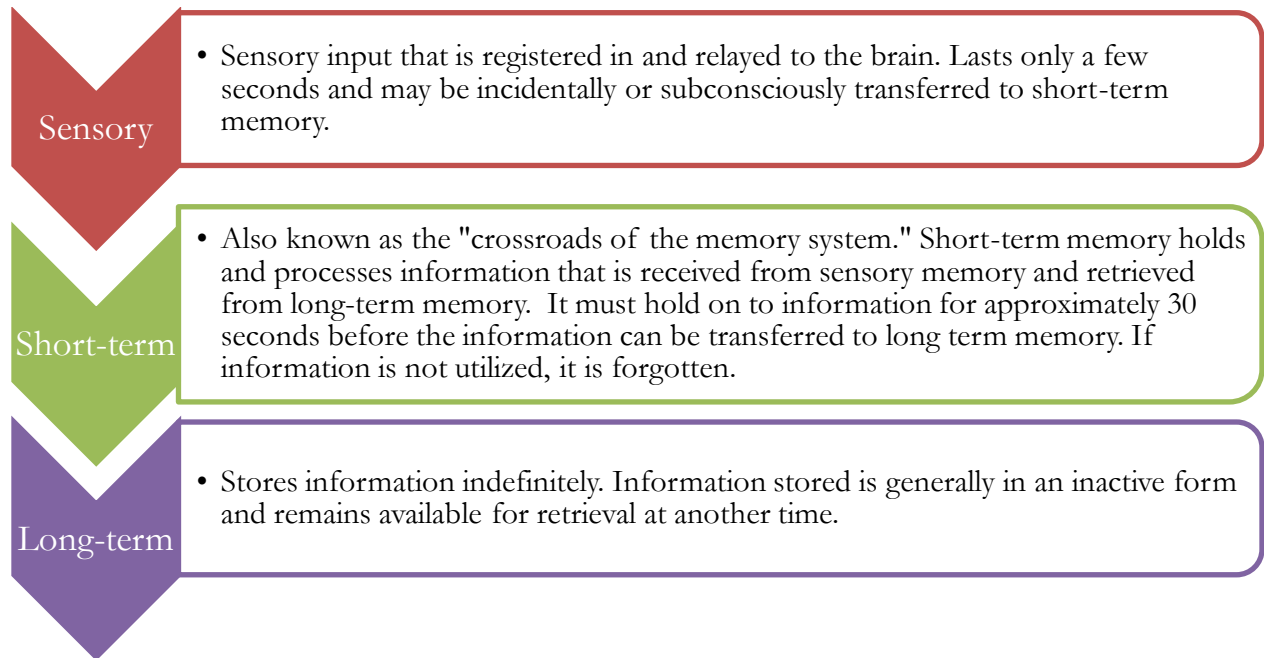 Sensory
• Sensory input that is registered in and relayed to the brain. Lasts only a few
seconds and may be incidentally or subconsciously transferred to short-term
memory.
Short-term
• Also known as the "crossroads of the memory system." Short-term memory holds
and processes information that is received from sensory memory and retrieved
from long-term memory.  It must hold on to information for approximately 30
seconds before the information can be transferred to long term memory. If
information is not utilized, it is forgotten.
Long-term
• Stores information indefinitely. Information stored is generally in an inactive form
and remains available for retrieval at another time.